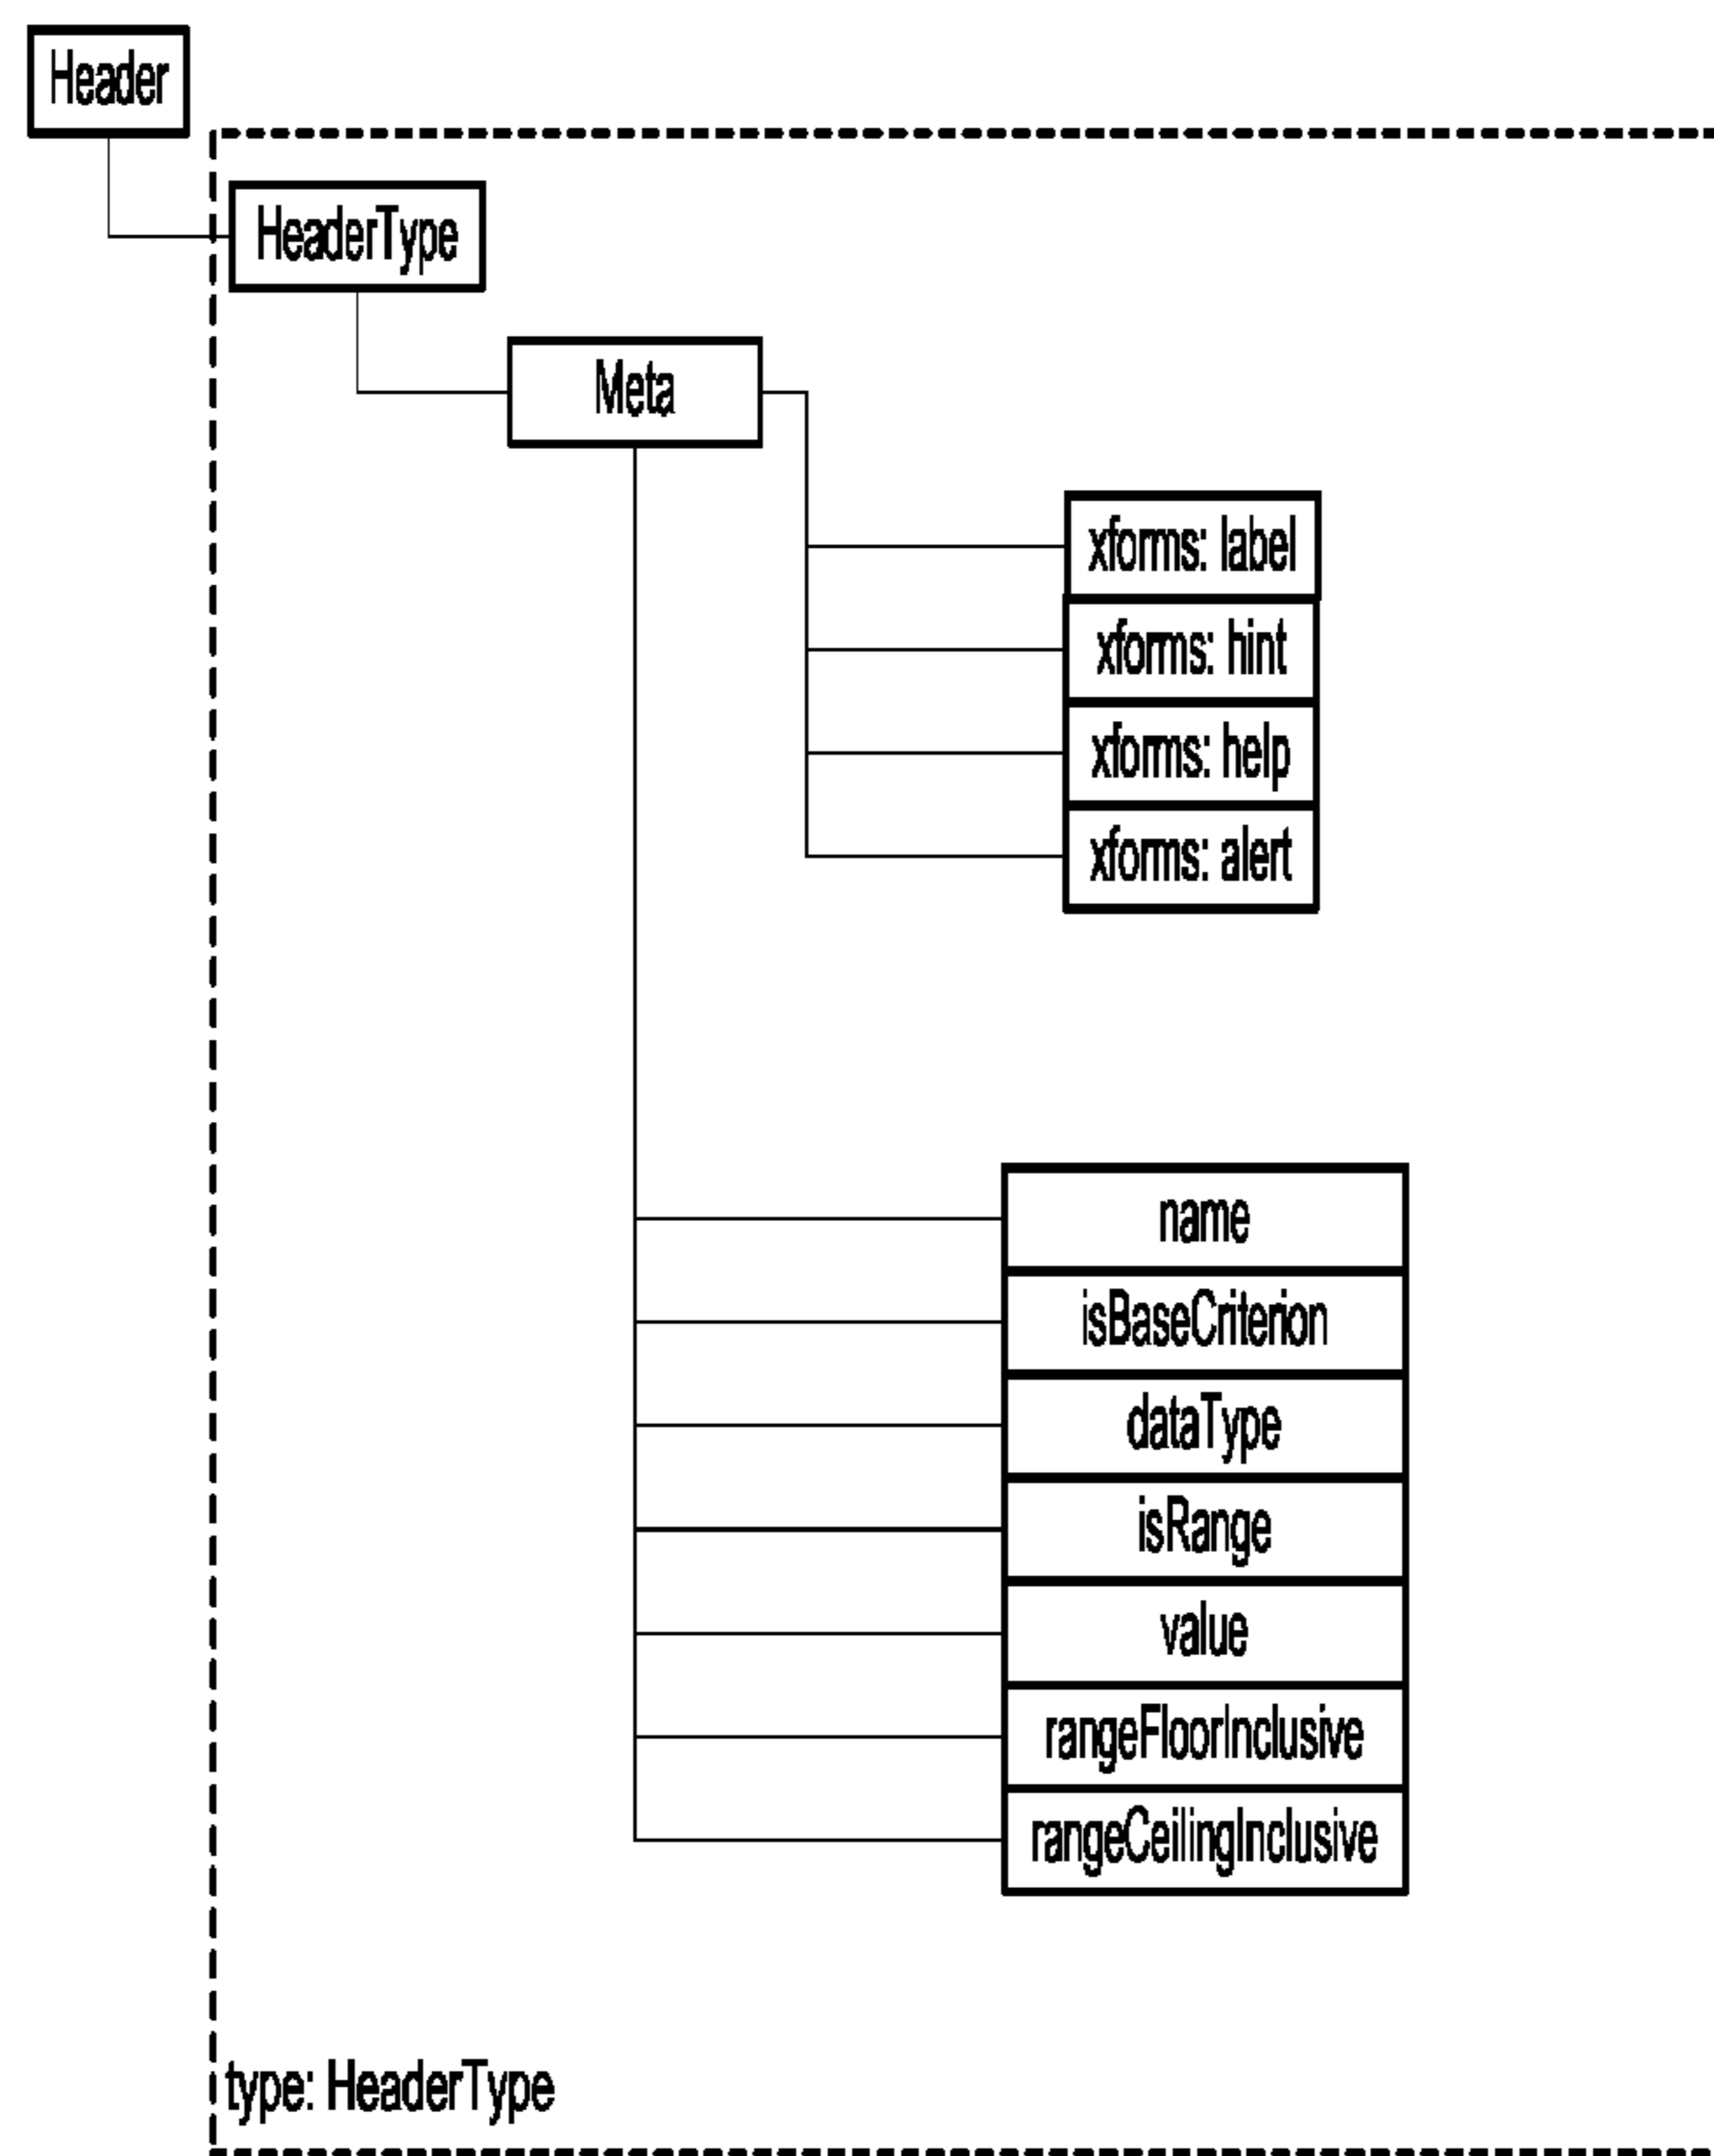 Header
HeaderType
Meta
xforms: label
xforms: hint
xforms: help
xforms: alert
name
isBaseCriterion
dataType
isRange
value
rangeFloorInclusive
rangeCeilingInclusive
type: HeaderType